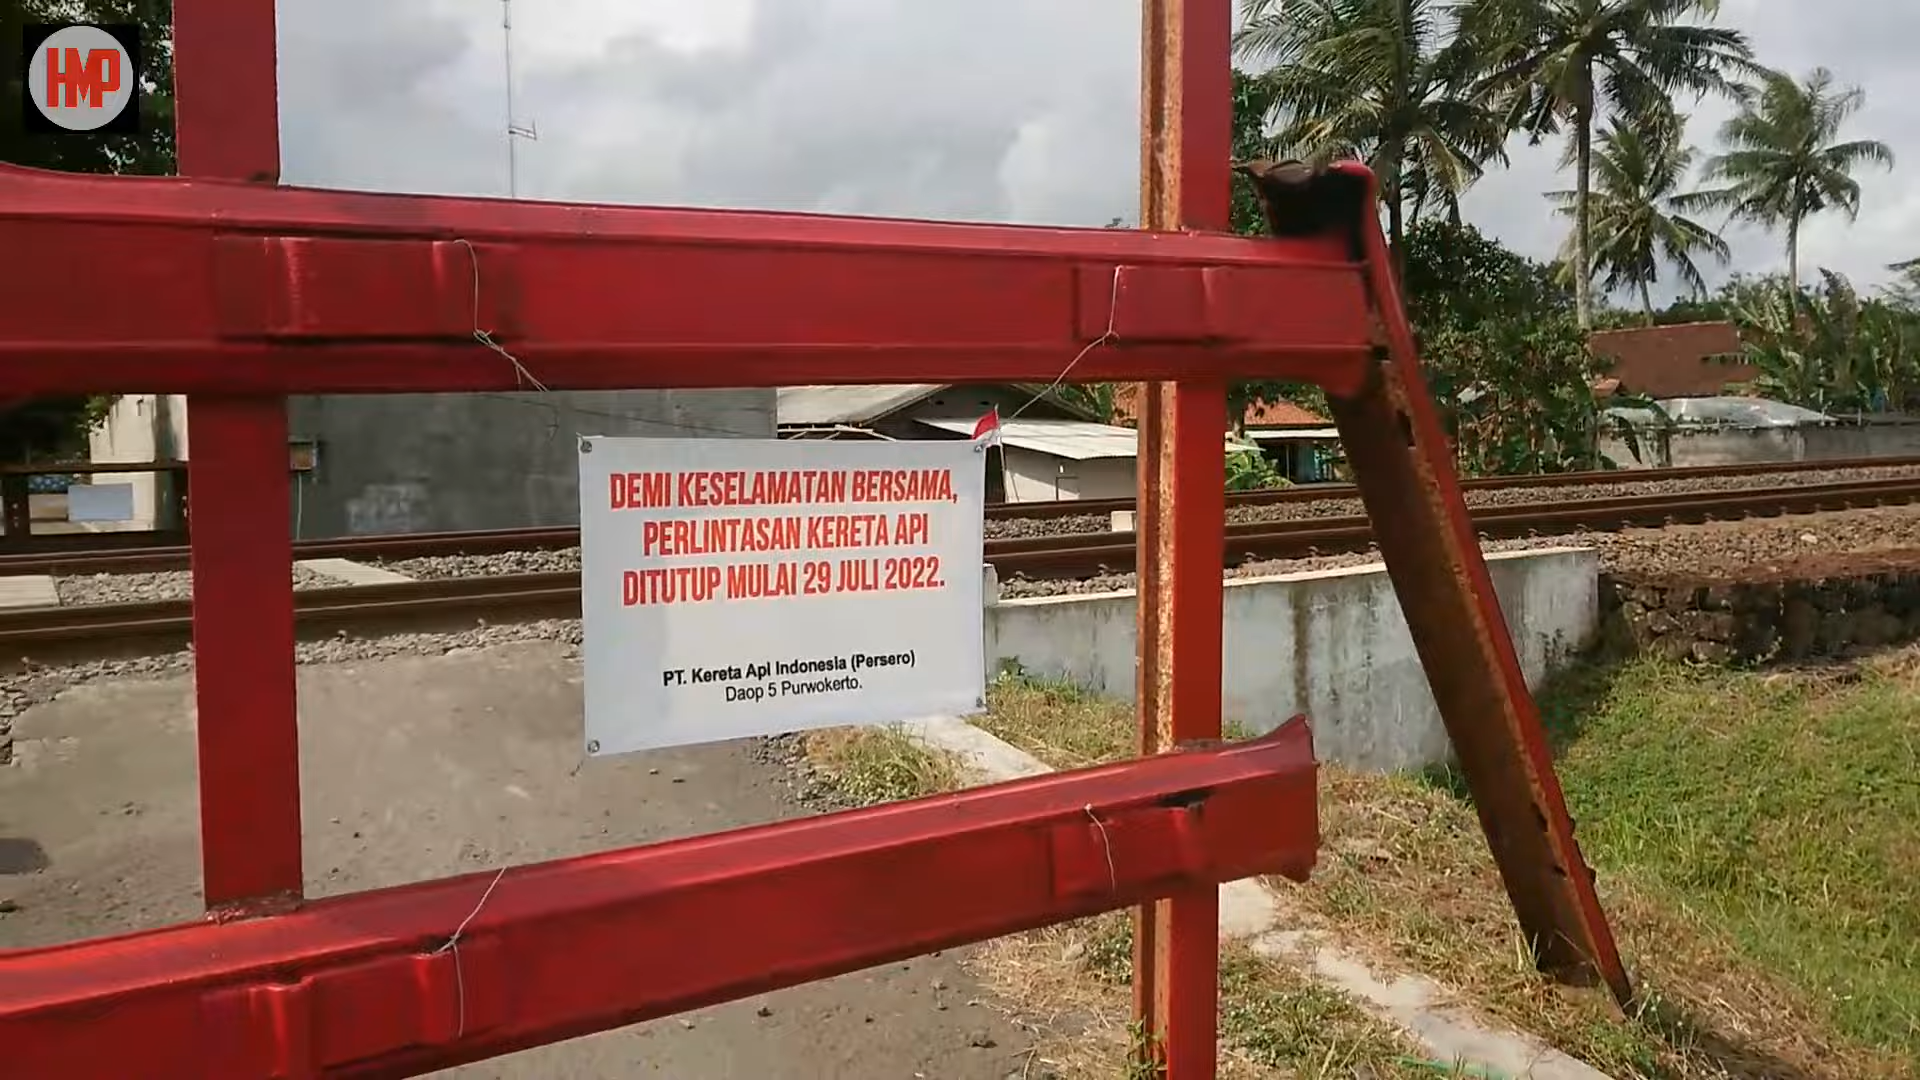 HMP
DEMI KESELAMATAN BERSAMA,
PERLINTASAN KERETA API
DITUTUP MULAI 29 JULI 2022.
PT. Kereta Api Indonesia (Persero)
Daop 5 Purwokerto.